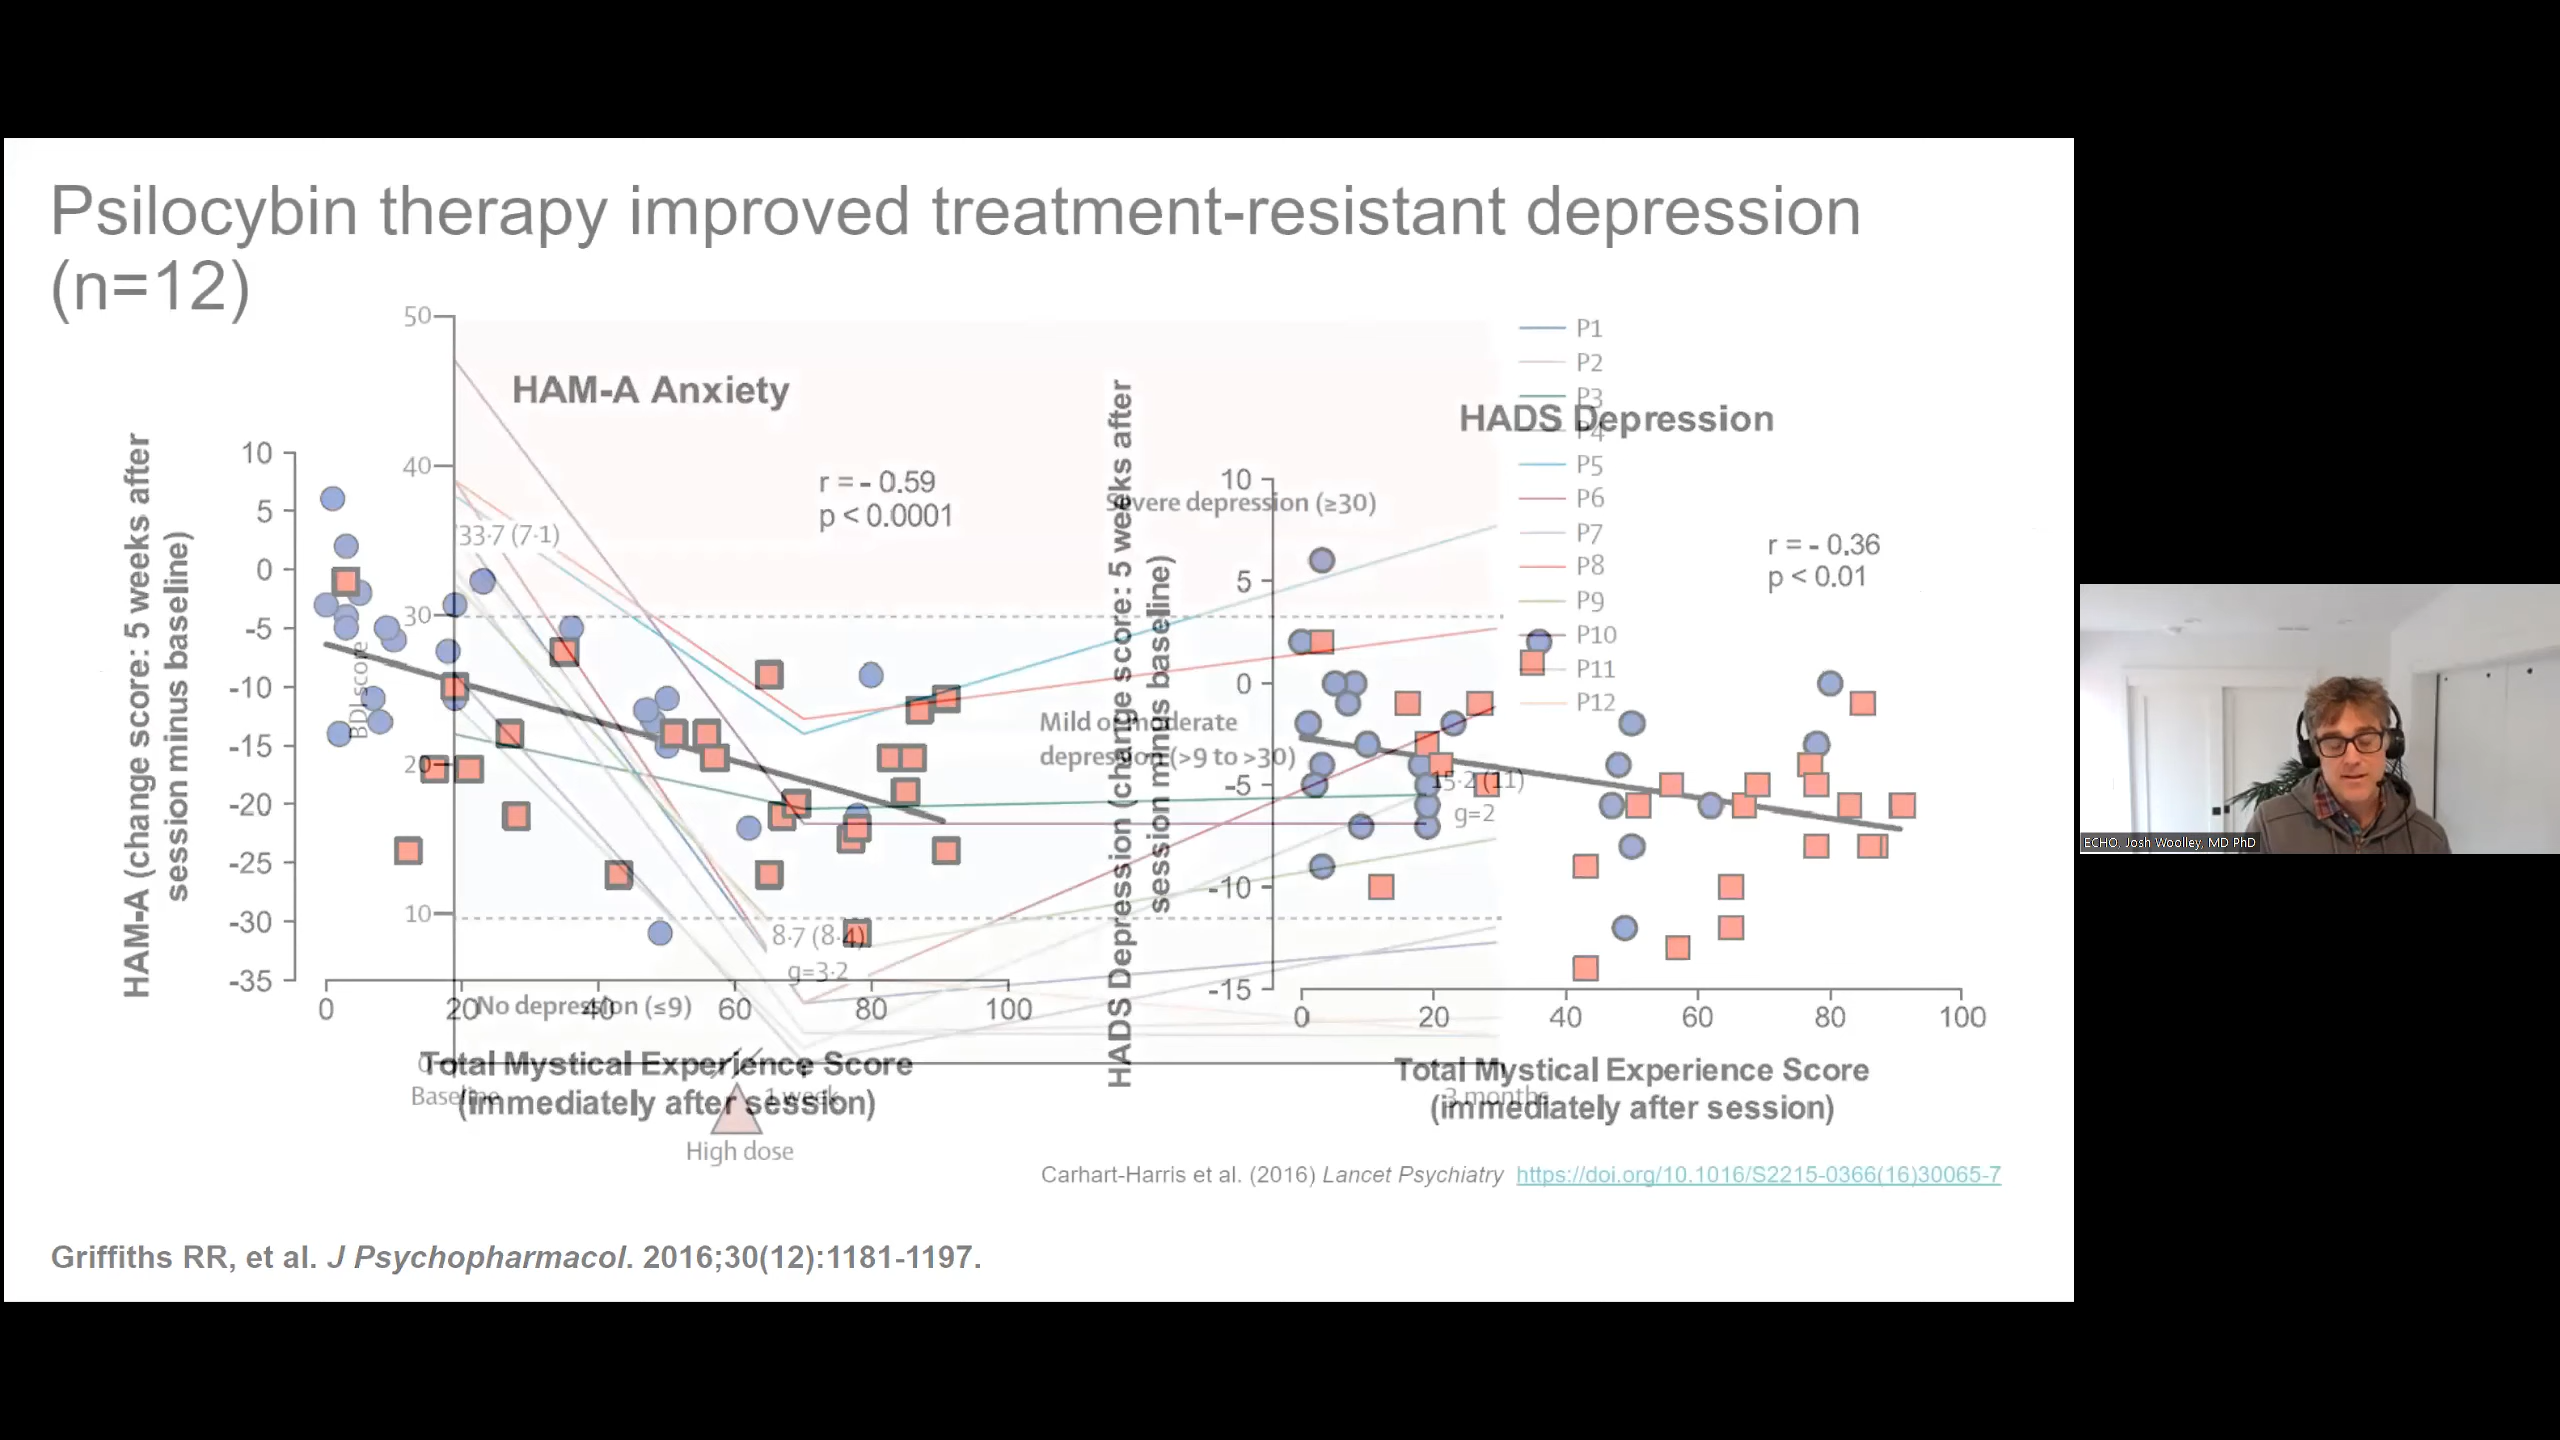 Psilocybin therapy improved treatment-resistant depression
(n=12)
50
40
30
20
10
0
BDI score
33·7 (7·1)
8·7 (8·4)
g=3·2
15·2 (11)
g=2
Severe depression (≥30)
Mild or moderate
depression (>9 to >30)
No depression (≤9)
Baseline
1 week
3 months
High dose
P1
P2
P3
P4
P5
P6
P7
P8
P9
P10
P11
P12
HAM-A Anxiety
r = - 0.59
p < 0.0001
HAM-A (change score: 5 weeks after
session minus baseline)
10
5
0
-5
-10
-15
-20
-25
-30
-35
0 20 40 60 80 100
Total Mystical Experience Score
(immediately after session)
HADS Depression
r = - 0.36
p < 0.01
HADS Depression (change score: 5 weeks after
session minus baseline)
10
5
0
-5
-10
-15
0 20 40 60 80 100
Total Mystical Experience Score
(immediately after session)
Carhart-Harris et al. (2016) Lancet Psychiatry https://doi.org/10.1016/S2215-0366(16)30065-7
Griffiths RR, et al. J Psychopharmacol. 2016;30(12):1181-1197.
ECHO, Josh Woolley, MD PhD